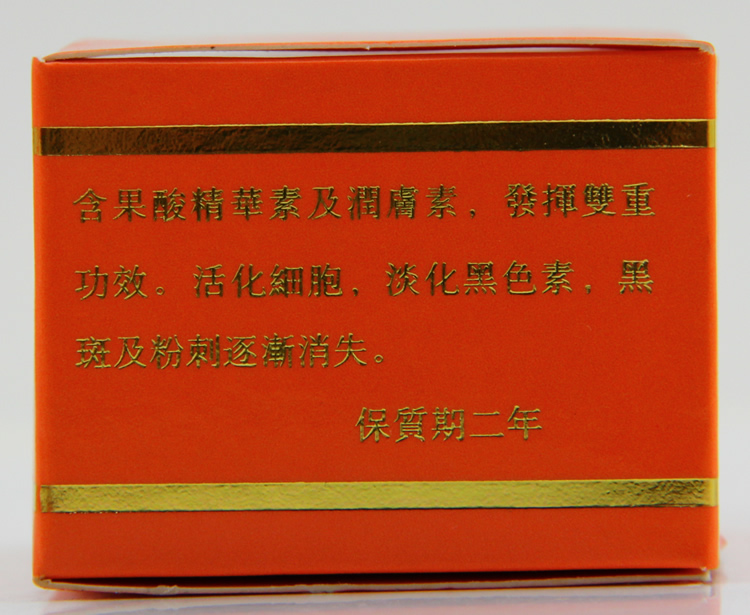 含果酸精華素及潤膚素，發揮雙重
功效。活化細胞，淡化黑色素，黑
斑及粉刺逐漸消失。
保質期二年